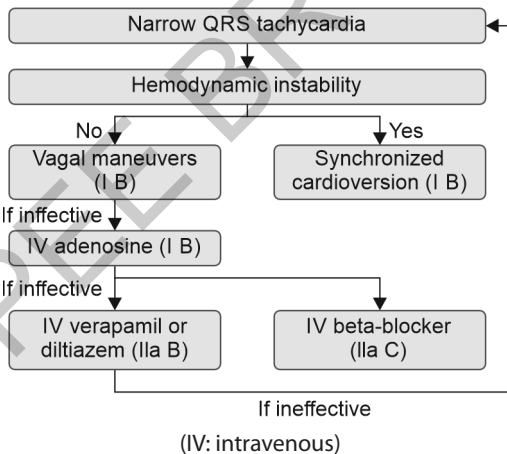 Narrow QRS tachycardia
Hemodynamic instability
No
Yes
Vagal maneuvers
(I B)
Synchronized
cardioversion (I B)
If inffective
IV adenosine (I B)
If inffective
IV verapamil or
diltiazem (IIa B)
IV beta-blocker
(IIa C)
If ineffective
(IV: intravenous)